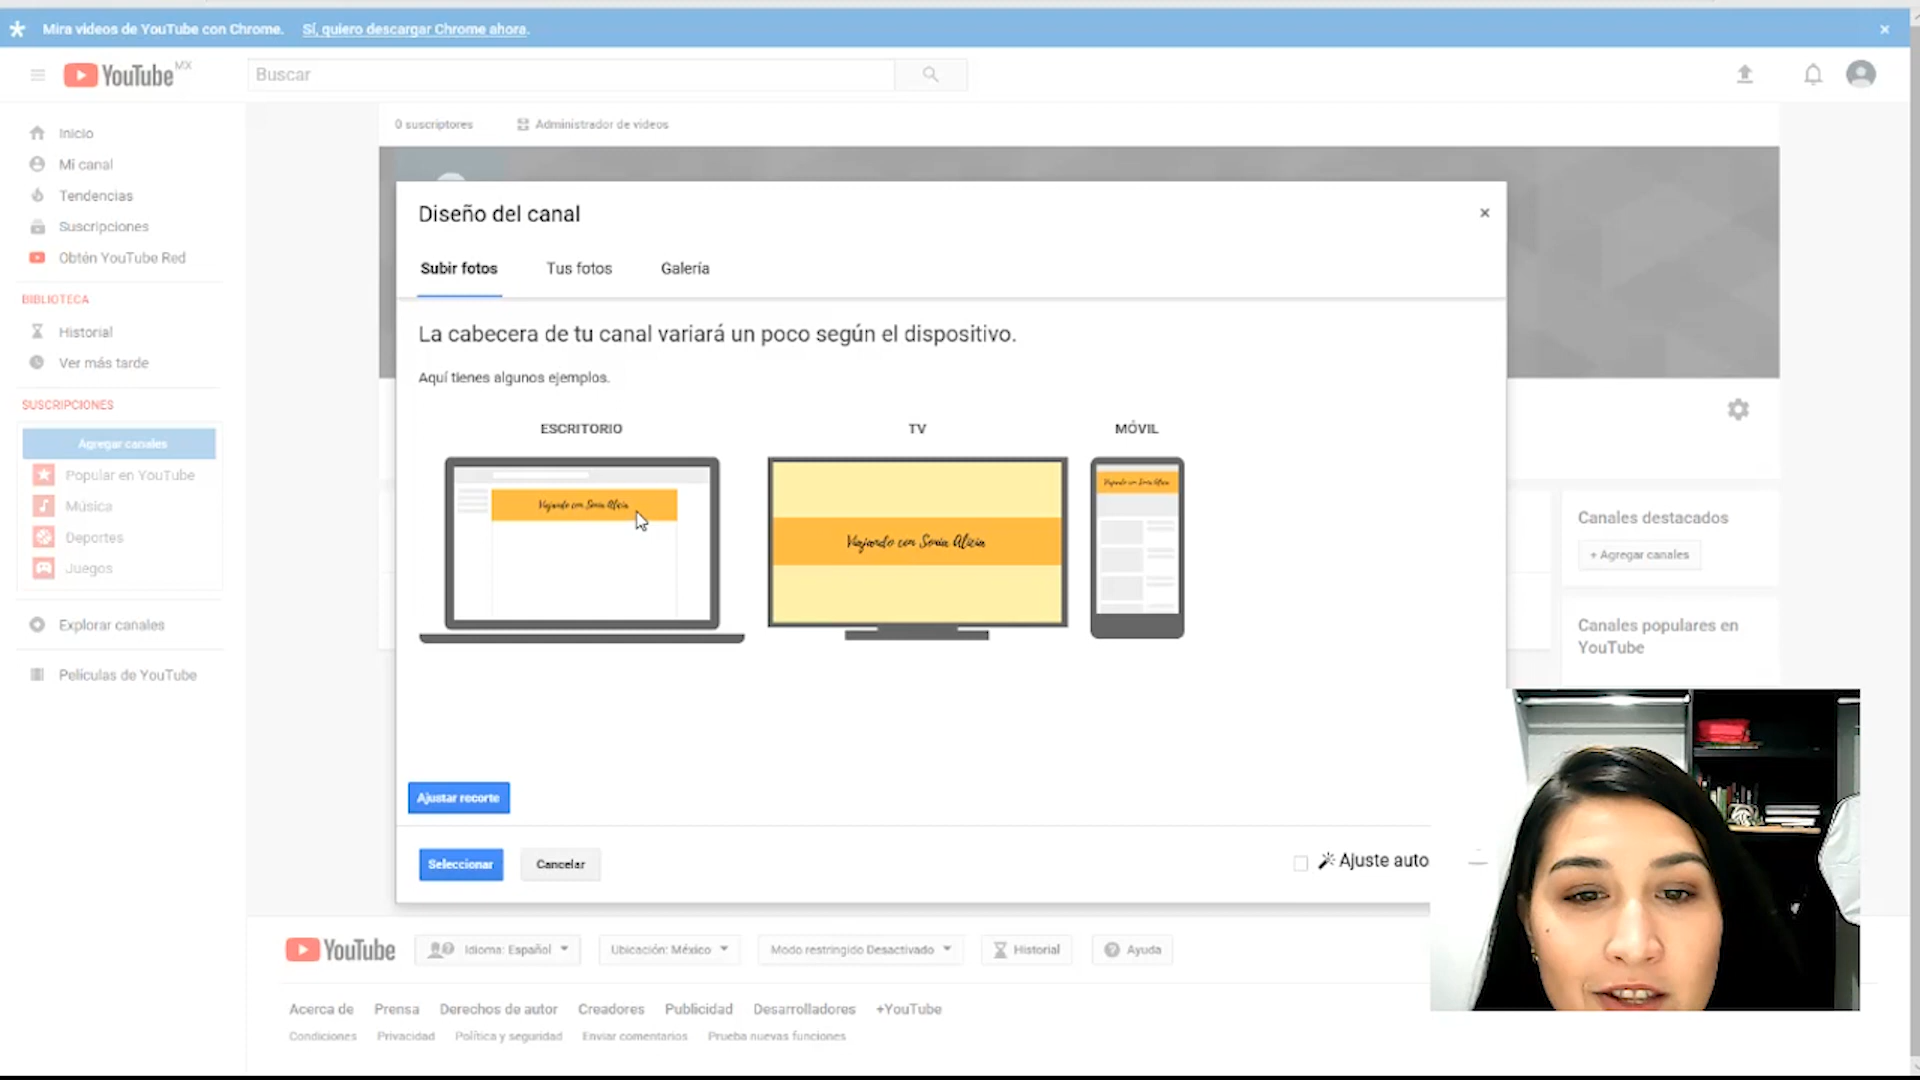 Mira videos de YouTube con Chrome. Sí, quiero descargar Chrome ahora.
YouTube MX
Buscar
Inicio
Mi canal
Tendencias
Suscripciones
Obtén YouTube Red
BIBLIOTECA
Historial
Ver más tarde
SUSCRIPCIONES
Agregar canales
Popular en YouTube
Música
Deportes
Juegos
Explorar canales
Películas de YouTube
0 suscriptores
Administrador de videos
Diseño del canal
Subir fotos
Tus fotos
Galería
La cabecera de tu canal variará un poco según el dispositivo.
Aquí tienes algunos ejemplos.
ESCRITORIO
TV
MÓVIL
Viajando con Sonia Alicia
Viajando con Sonia Alicia
Viajando con Sonia Alicia
Ajustar recorte
Seleccionar
Cancelar
Ajuste auto
Canales destacados
+ Agregar canales
Canales populares en
YouTube
YouTube
Idioma: Español
Ubicación: México
Modo restringido Desactivado
Historial
Ayuda
Acerca de
Prensa
Derechos de autor
Creadores
Publicidad
Desarrolladores
+YouTube
Condiciones
Privacidad
Política y seguridad
Enviar comentarios
Prueba nuevas funciones